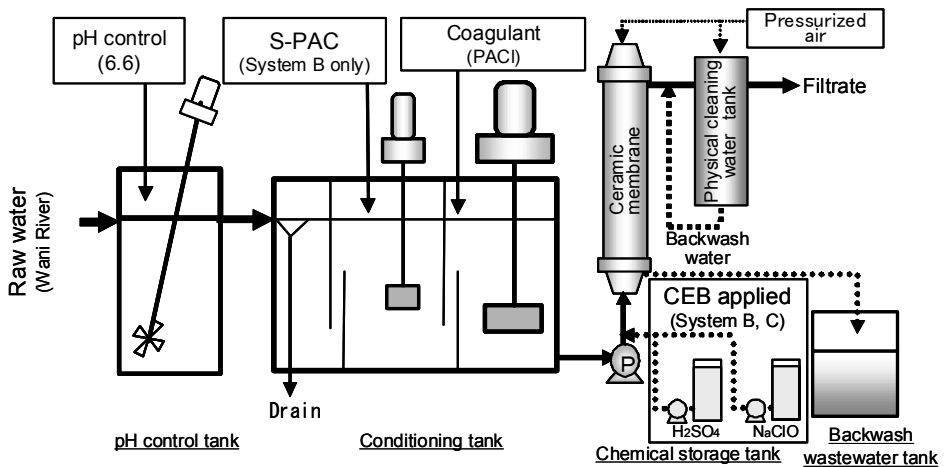 pH control
(6.6)
S-PAC
(System B only)
Coagulant
(PACl)
Pressurized
air
Raw water
(Wani River)
Ceramic
membrane
Physical cleaning
water tank
Filtrate
Backwash
water
CEB applied
(System B, C)
P
H2SO4
NaClO
Drain
pH control tank
Conditioning tank
Chemical storage tank
Backwash
wastewater tank